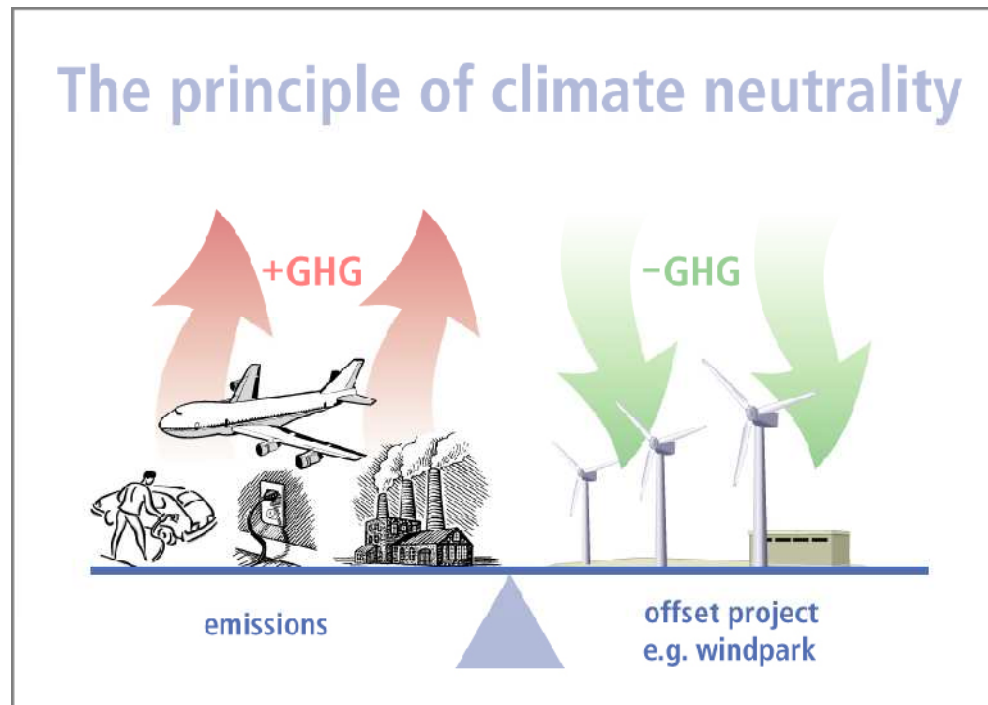 The principle of climate neutrality
+GHG
−GHG
emissions
offset project
e.g. windpark